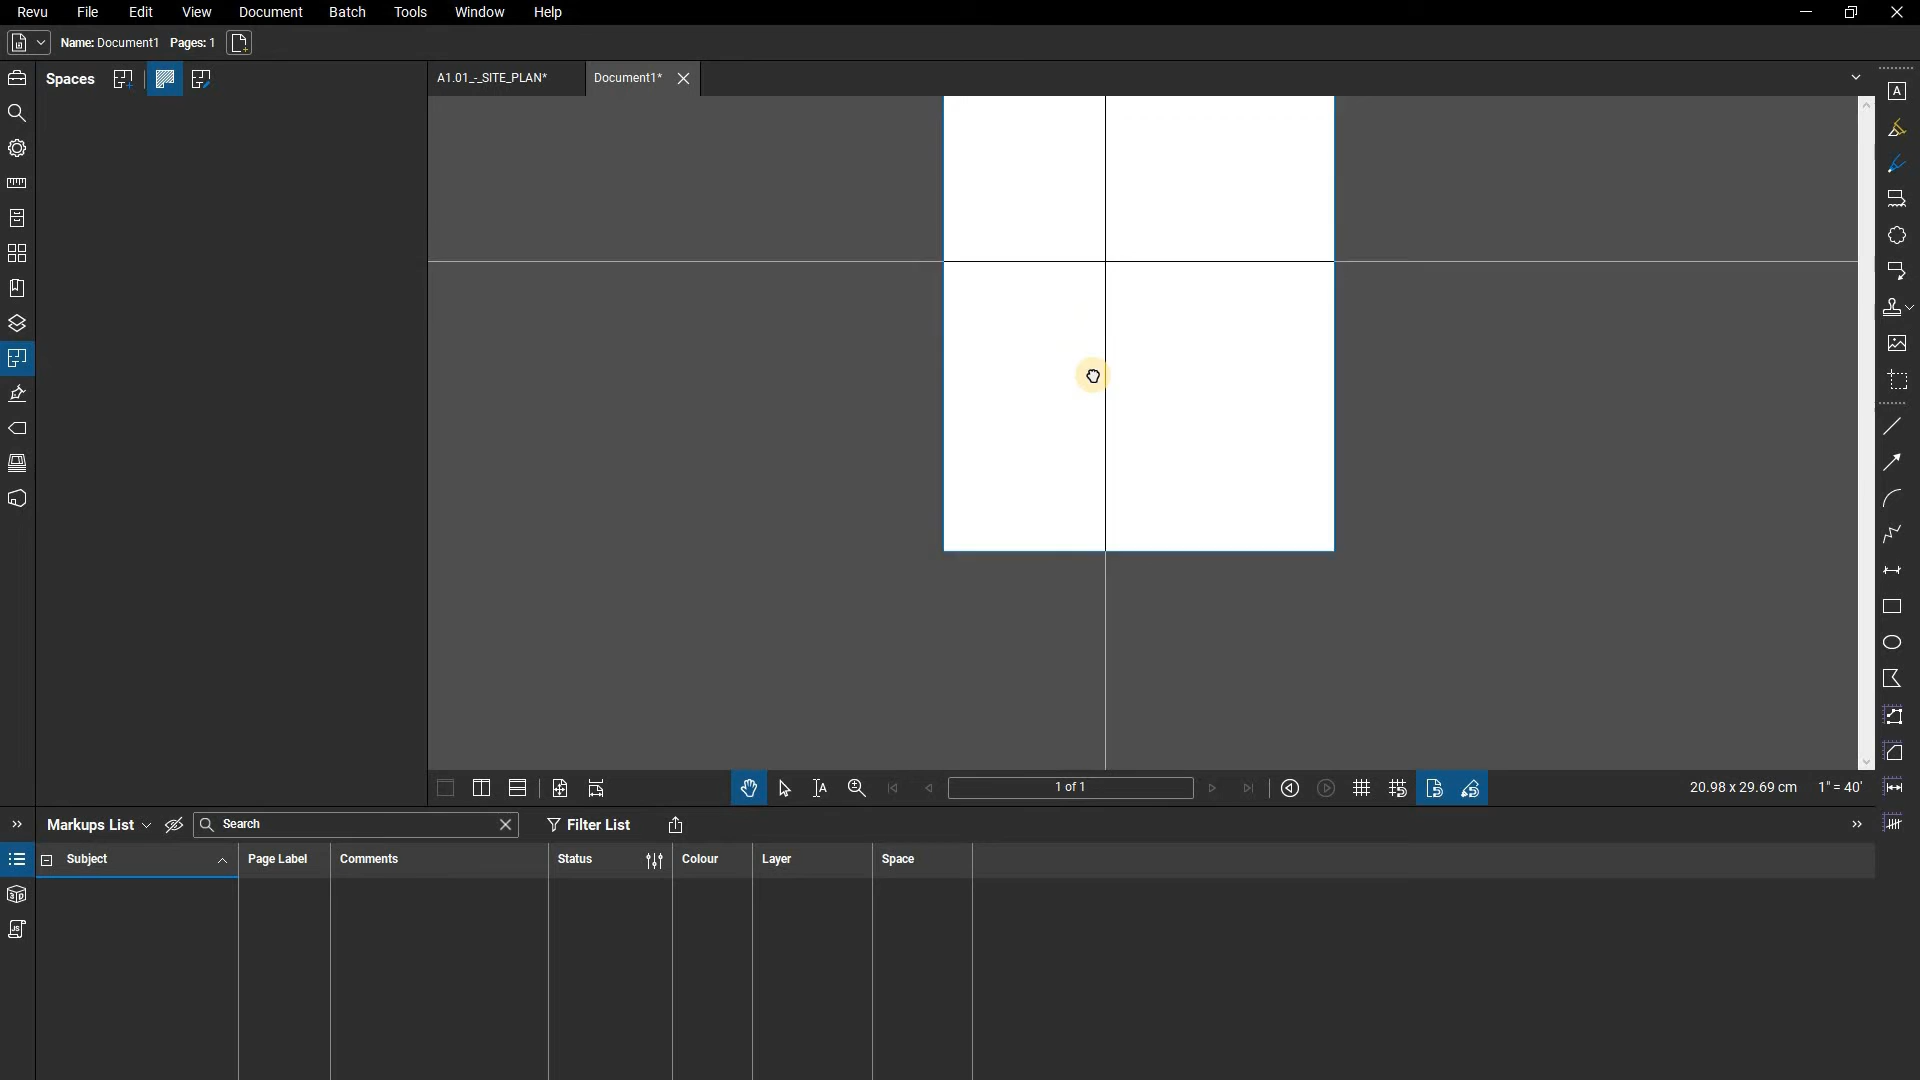 Revu File Edit View Document Batch Tools Window Help
Name: Document1 Pages: 1
Spaces
A1.01_-_SITE_PLAN* Document1*
A
1 of 1
20.98 x 29.69 cm 1" = 40'
Markups List Search Filter List
Subject Page Label Comments Status Colour Layer Space